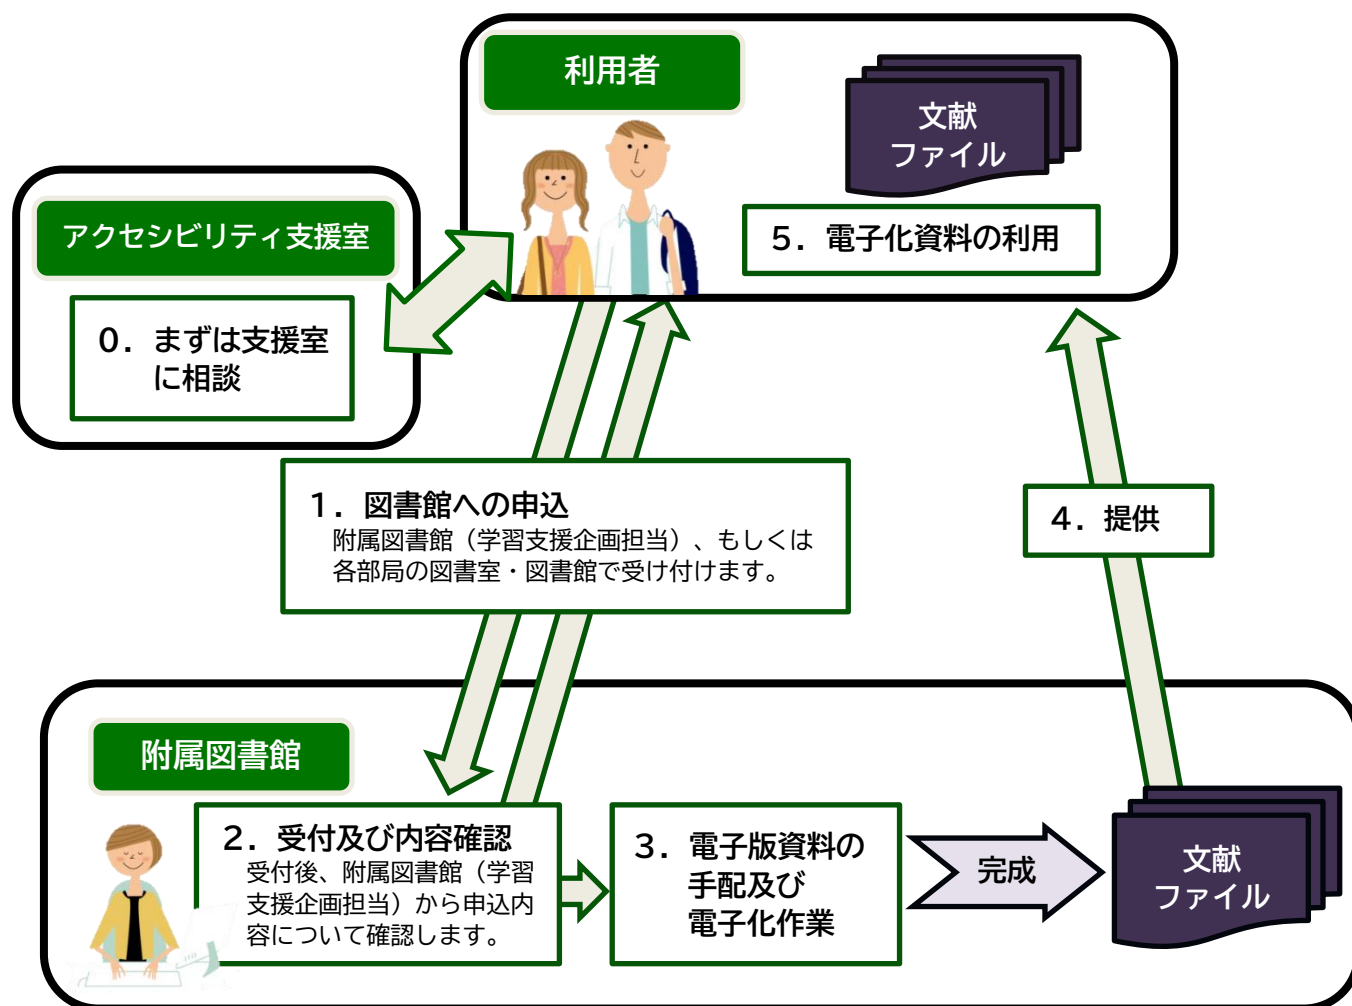 利用者
文献
ファイル
5．電子化資料の利用
アクセシビリティ支援室
0．まずは支援室
に相談
1．図書館への申込
附属図書館（学習支援企画担当）、もしくは
各部局の図書室・図書館で受け付けます。
4．提供
附属図書館
2．受付及び内容確認
受付後、附属図書館（学習
支援企画担当）から申込内
容について確認します。
3．電子版資料の
手配及び
電子化作業
完成
文献
ファイル